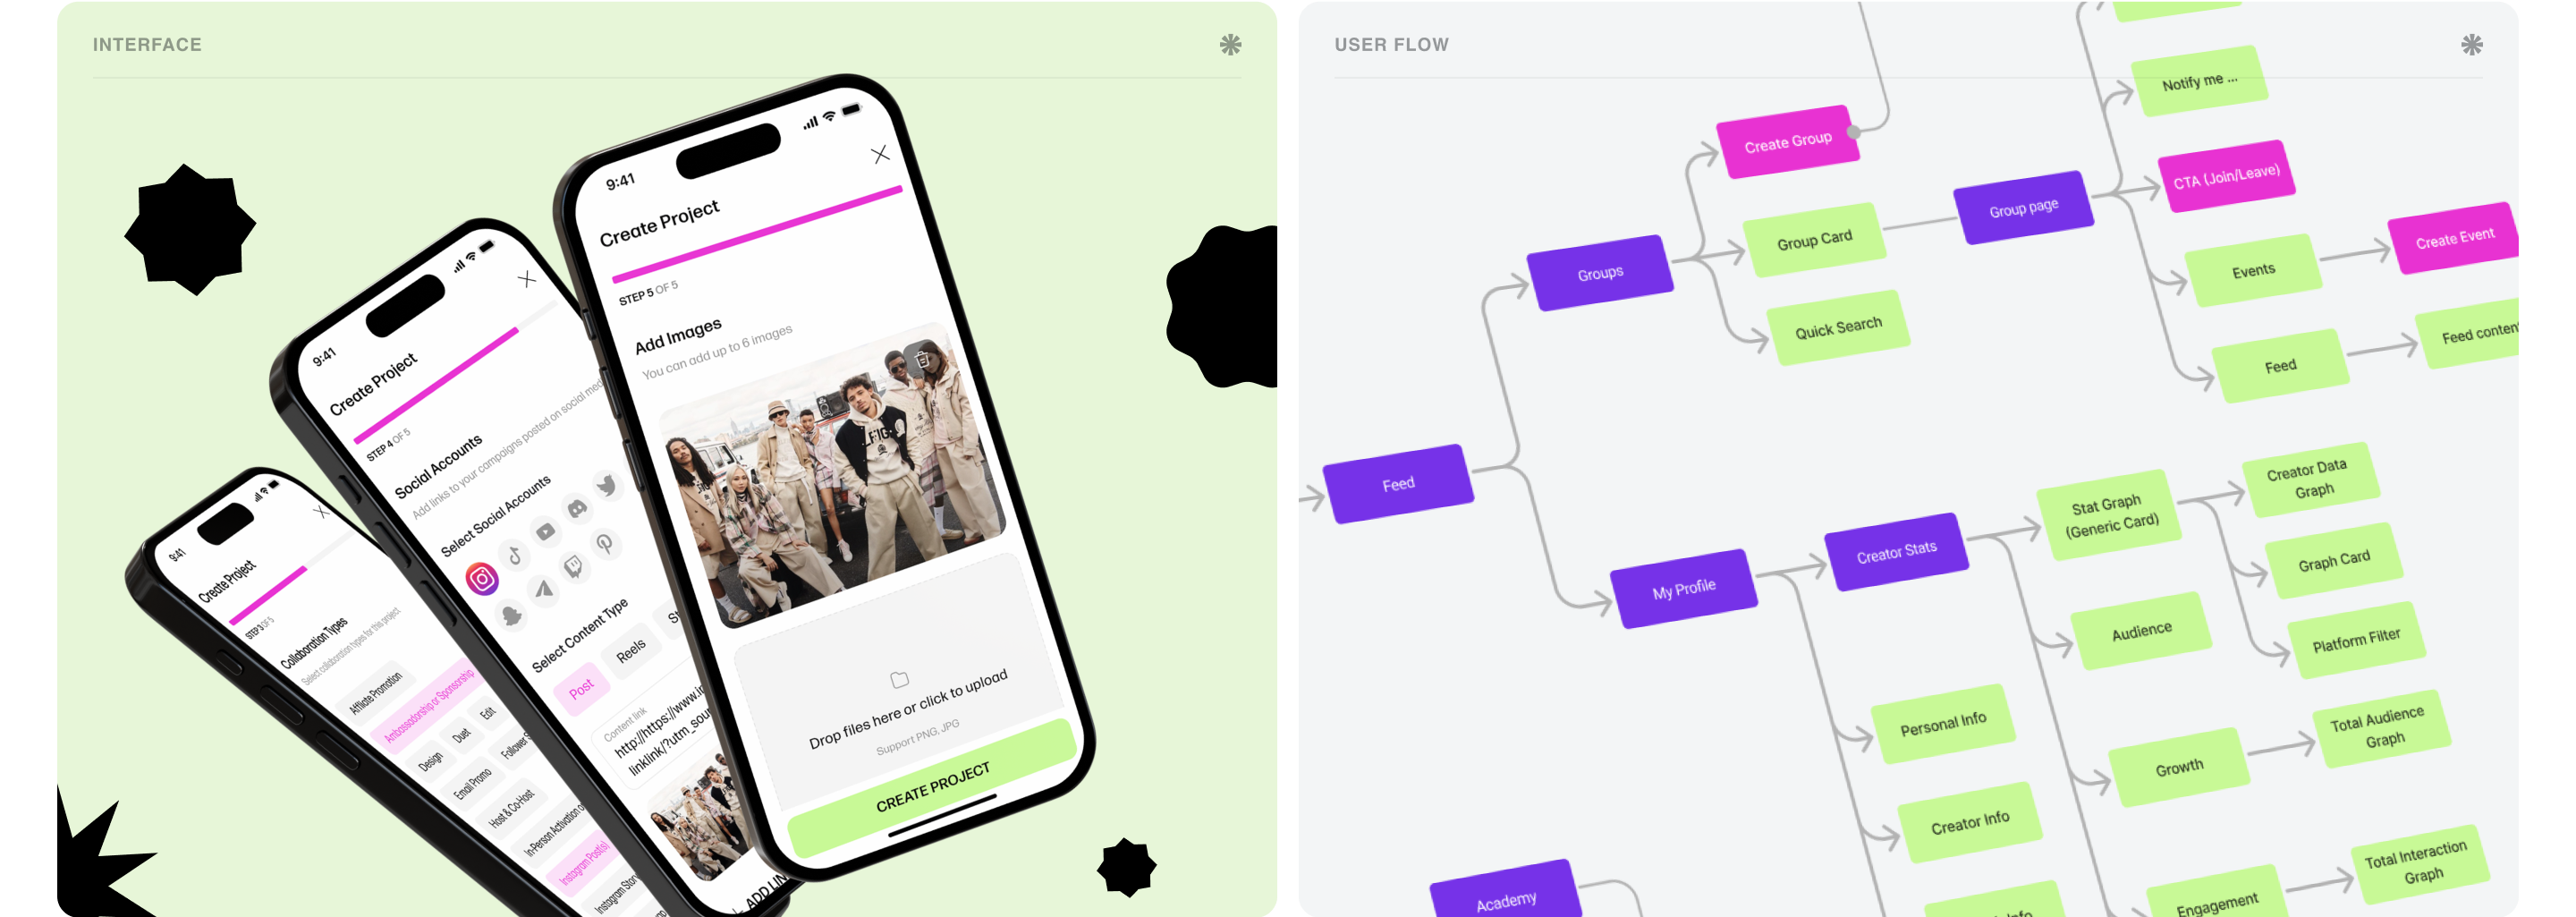 INTERFACE
9:41
Create Project
STEP 3 OF 5
Collaboration Types
Select collaboration types for this project.
Affiliate Promotion
Ambassadorship or Sponsorship
Design
Duet
Edit
Email Promo
Follower
Host & Co-Host
In-Person Activation
Instagram Post(s)
Instagram
9:41
Create Project
STEP 4 OF 5
Social Accounts
Add links to your campaigns posted on social
Select Social Accounts
Select Content Type
Post
Reels
Content link
http://https://www.in
linklink/?utm_sour
ADD LIN
9:41
Create Project
STEP 5 OF 5
Add Images
You can add up to 6 images
Drop files here or click to upload
Support PNG, JPG
CREATE PROJECT
USER FLOW
Notify me ...
Create Group
CTA (Join/Leave)
Group page
Group Card
Create Event
Events
Groups
Quick Search
Feed content
Feed
Feed
Creator Data
Graph
Stat Graph
(Generic Card)
Creator Stats
Graph Card
My Profile
Audience
Platform Filter
Personal Info
Total Audience
Graph
Growth
Creator Info
Total Interaction
Graph
Academy
Engagement
Info